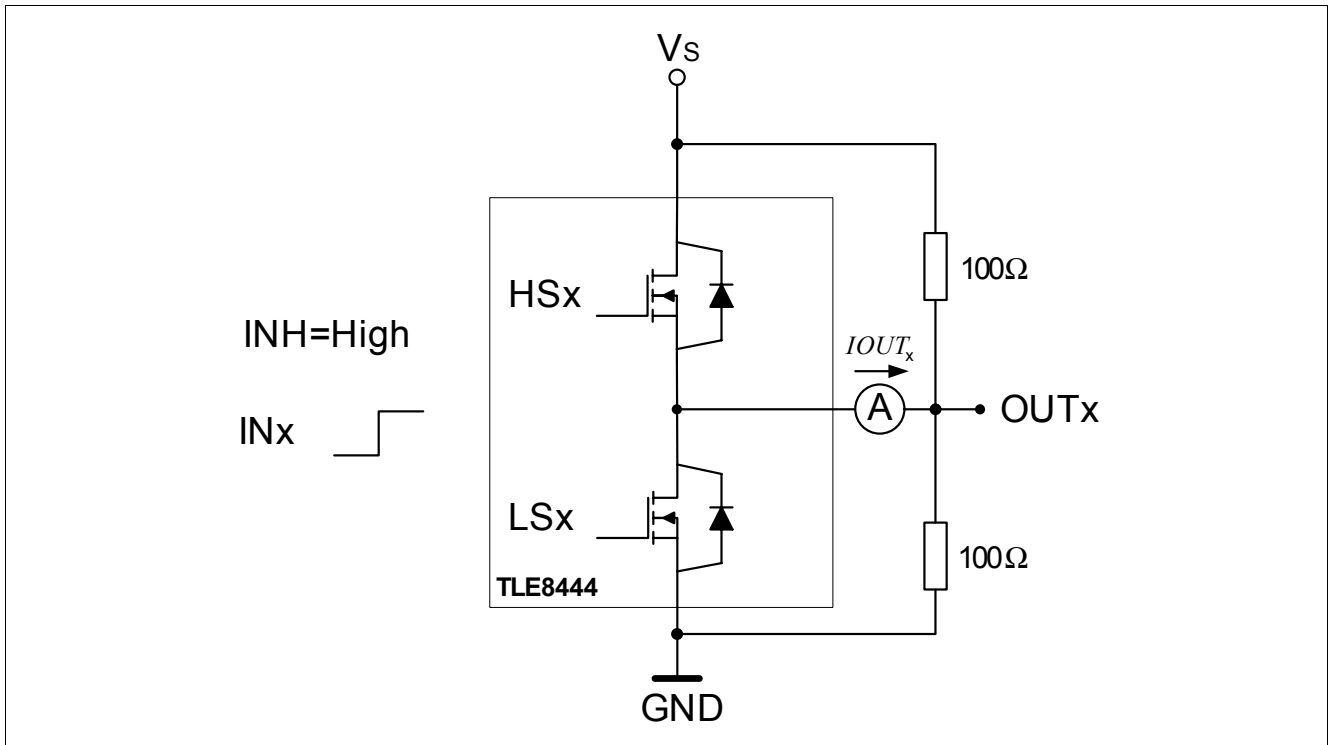 VS
HSx
100Ω
INH=High
IOUTx
A
OUTx
INx
LSx
100Ω
TLE8444
GND